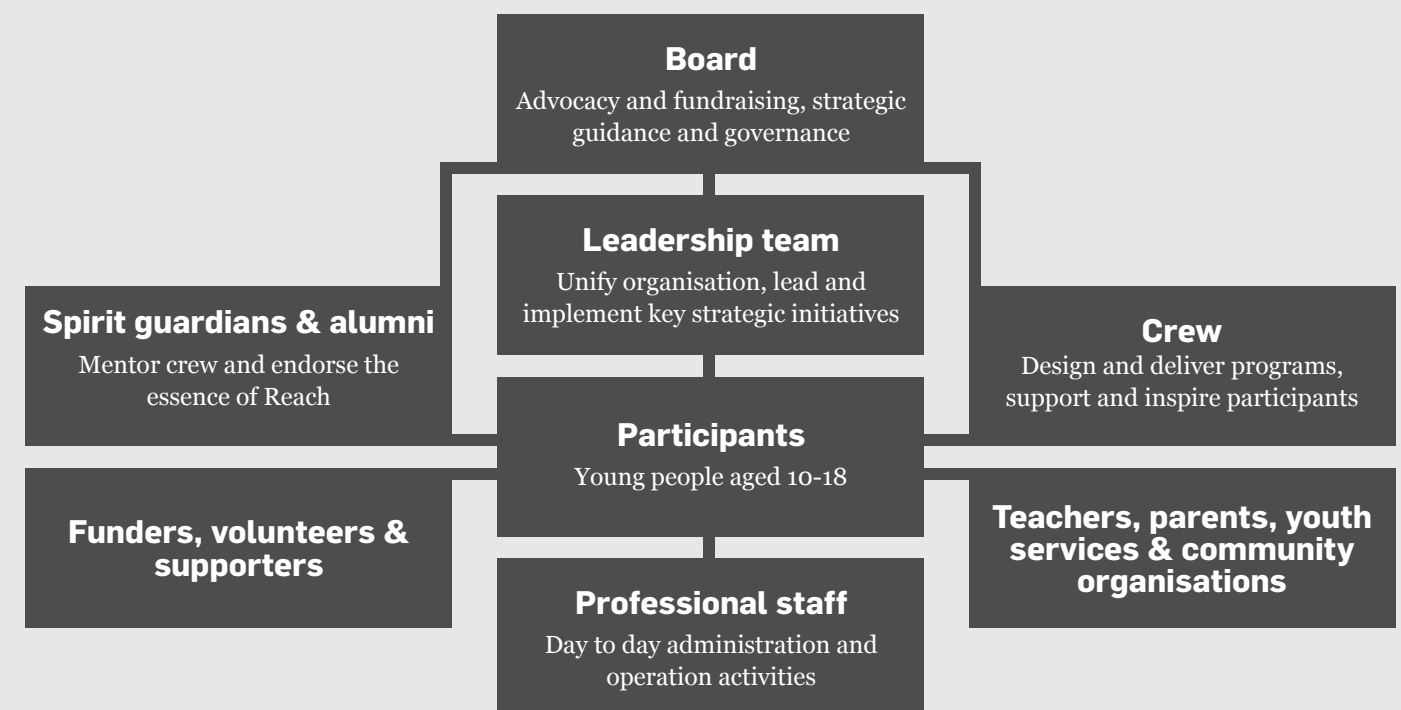 Board
Advocacy and fundraising, strategic
guidance and governance
Leadership team
Unify organisation, lead and
implement key strategic initiatives
Spirit guardians & alumni
Mentor crew and endorse the
essence of Reach
Crew
Design and deliver programs,
support and inspire participants
Participants
Young people aged 10-18
Funders, volunteers &
supporters
Teachers, parents, youth
services & community
organisations
Professional staff
Day to day administration and
operation activities